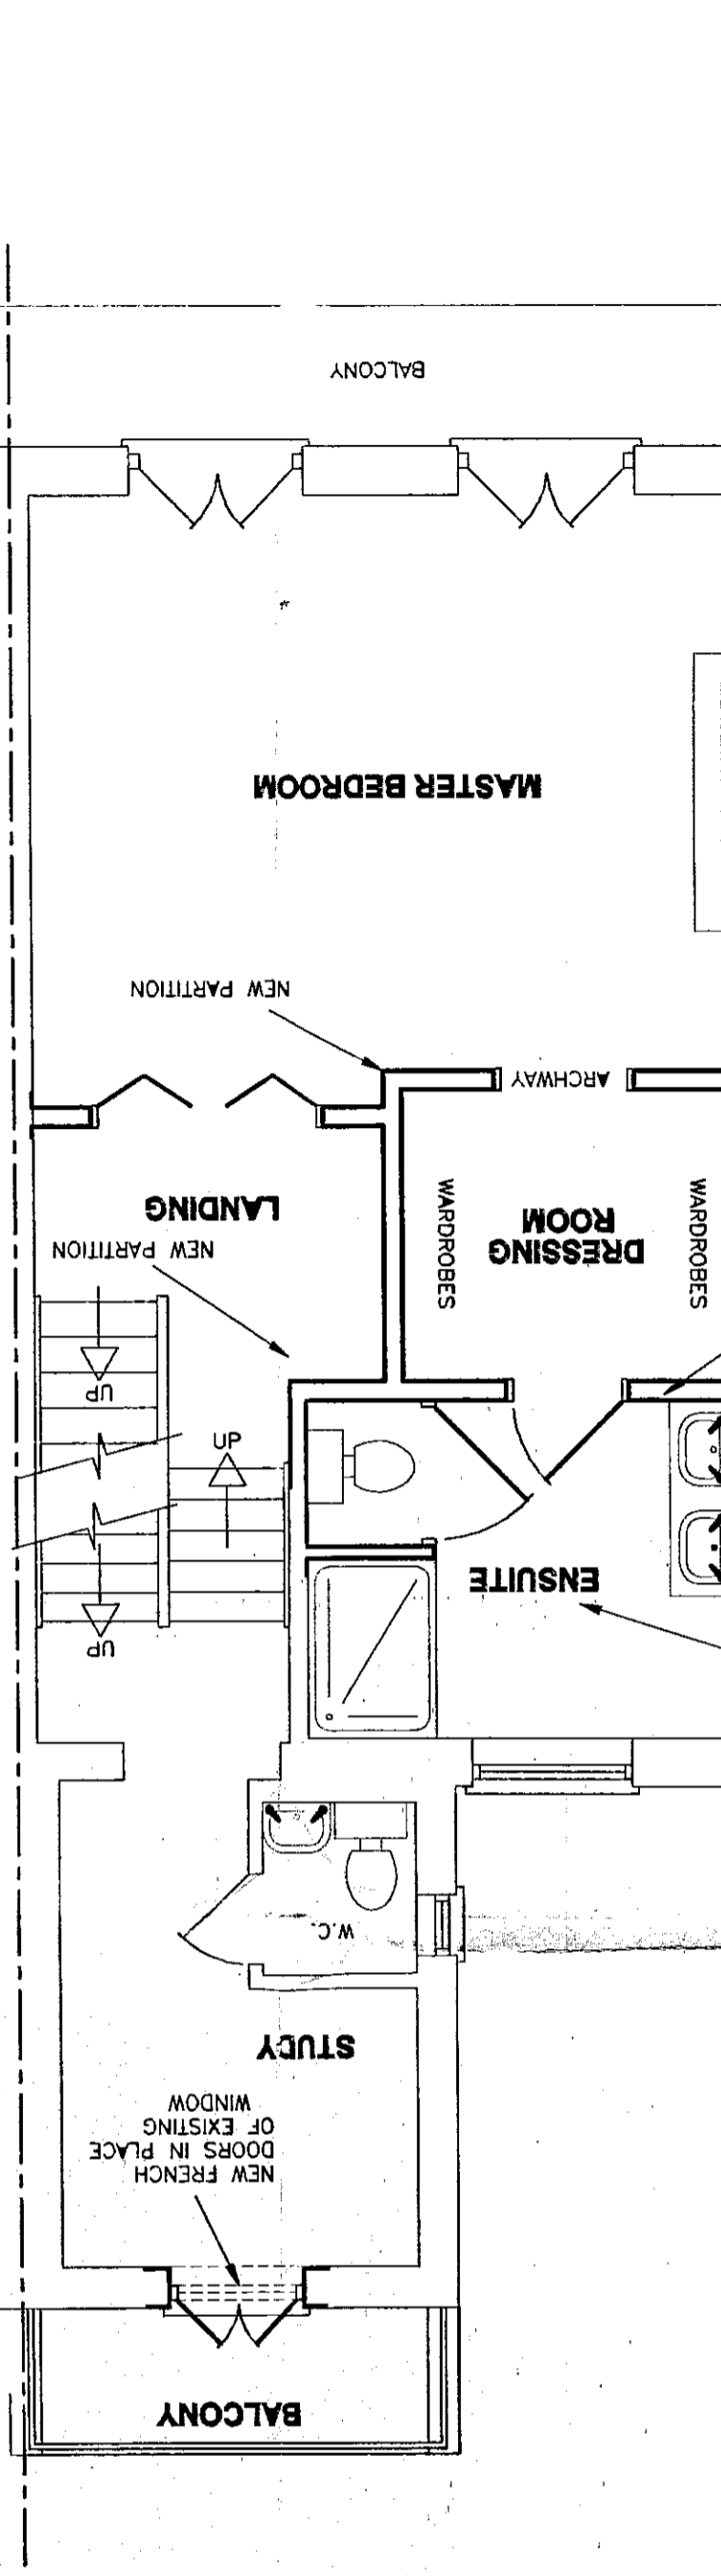 BALCONY
NEW FRENCH
DOORS IN PLACE
OF EXISTING
WINDOW
STUDY
W.C.
ENSUITE
UP
UP
UP
NEW PARTITION
LANDING
WARDROBES
DRESSING
ROOM
WARDROBES
ARCHWAY
NEW PARTITION
MASTER BEDROOM
BALCONY